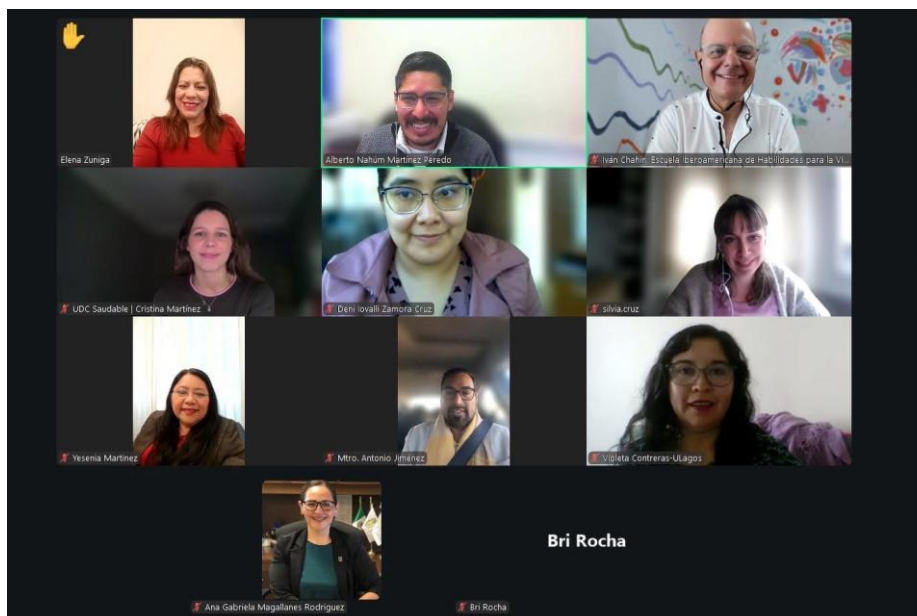 Elena Zuniga
Alberto Nahúm Martínez Peredo
Iván Chahin. Escuela Iberoamericana de Habilidades para la Vi...
UDC Saudable | Cristina Martínez
Deni Iovalli Zamora Cruz
silvia.cruz
Yesenia Martinez
Mtro. Antonio Jiménez
Violeta Contreras-ULagos
Bri Rocha
Ana Gabriela Magallanes Rodriguez
Bri Rocha